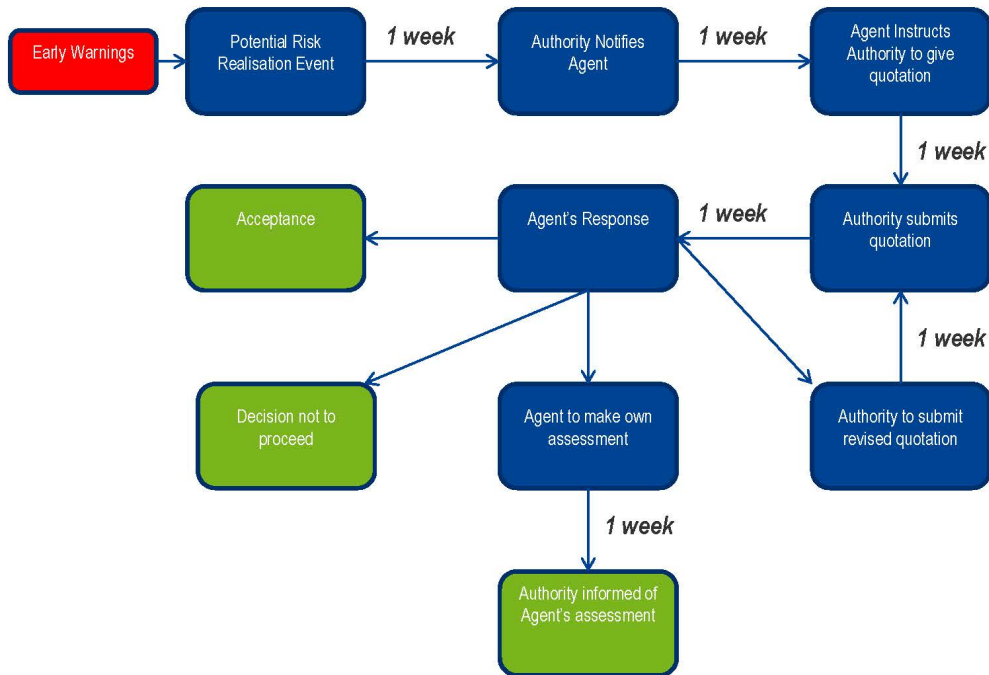 Early Warnings
Potential Risk
Realisation Event
1 week
Authority Notifies
Agent
1 week
Agent Instructs
Authority to give
quotation
1 week
Acceptance
Agent's Response
1 week
Authority submits
quotation
1 week
Decision not to
proceed
Agent to make own
assessment
Authority to submit
revised quotation
1 week
Authority informed of
Agent's assessment